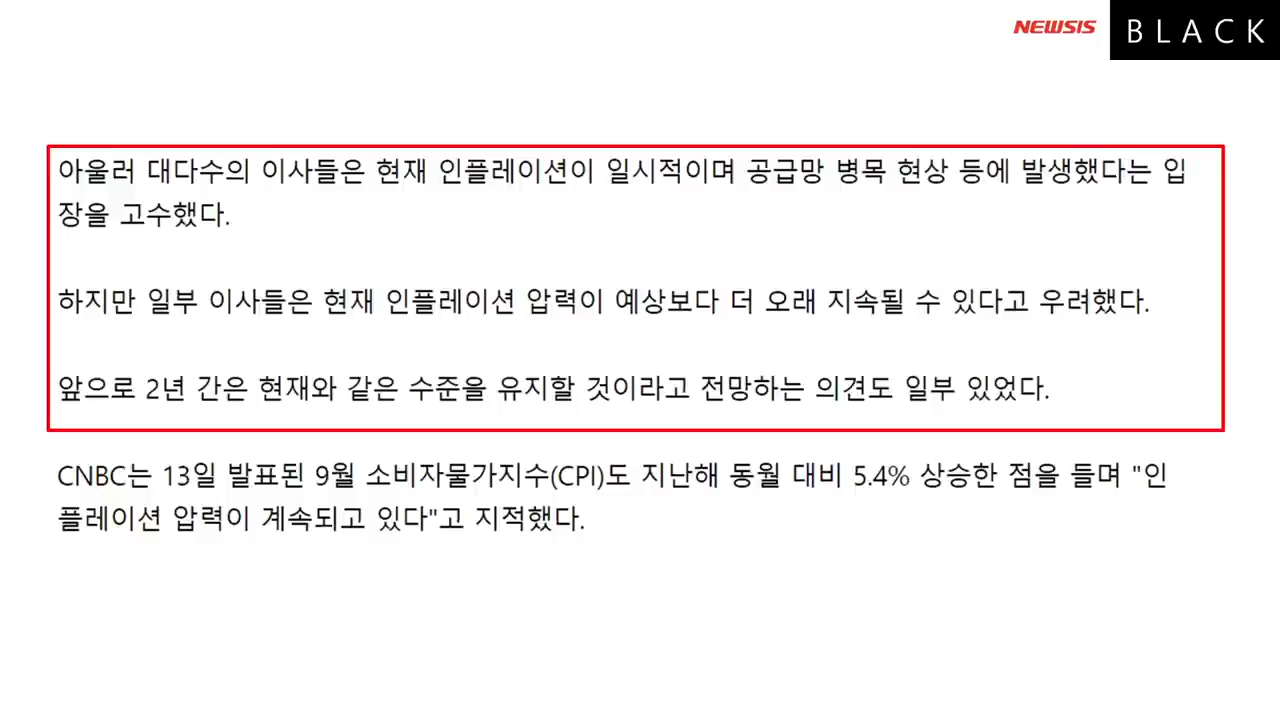 NEWSIS
BLACK
아울러 대다수의 이사들은 현재 인플레이션이 일시적이며 공급망 병목 현상 등에 발생했다는 입
장을 고수했다.
하지만 일부 이사들은 현재 인플레이션 압력이 예상보다 더 오래 지속될 수 있다고 우려했다.
앞으로 2년 간은 현재와 같은 수준을 유지할 것이라고 전망하는 의견도 일부 있었다.
CNBC는 13일 발표된 9월 소비자물가지수(CPI)도 지난해 동월 대비 5.4% 상승한 점을 들며 "인
플레이션 압력이 계속되고 있다"고 지적했다.